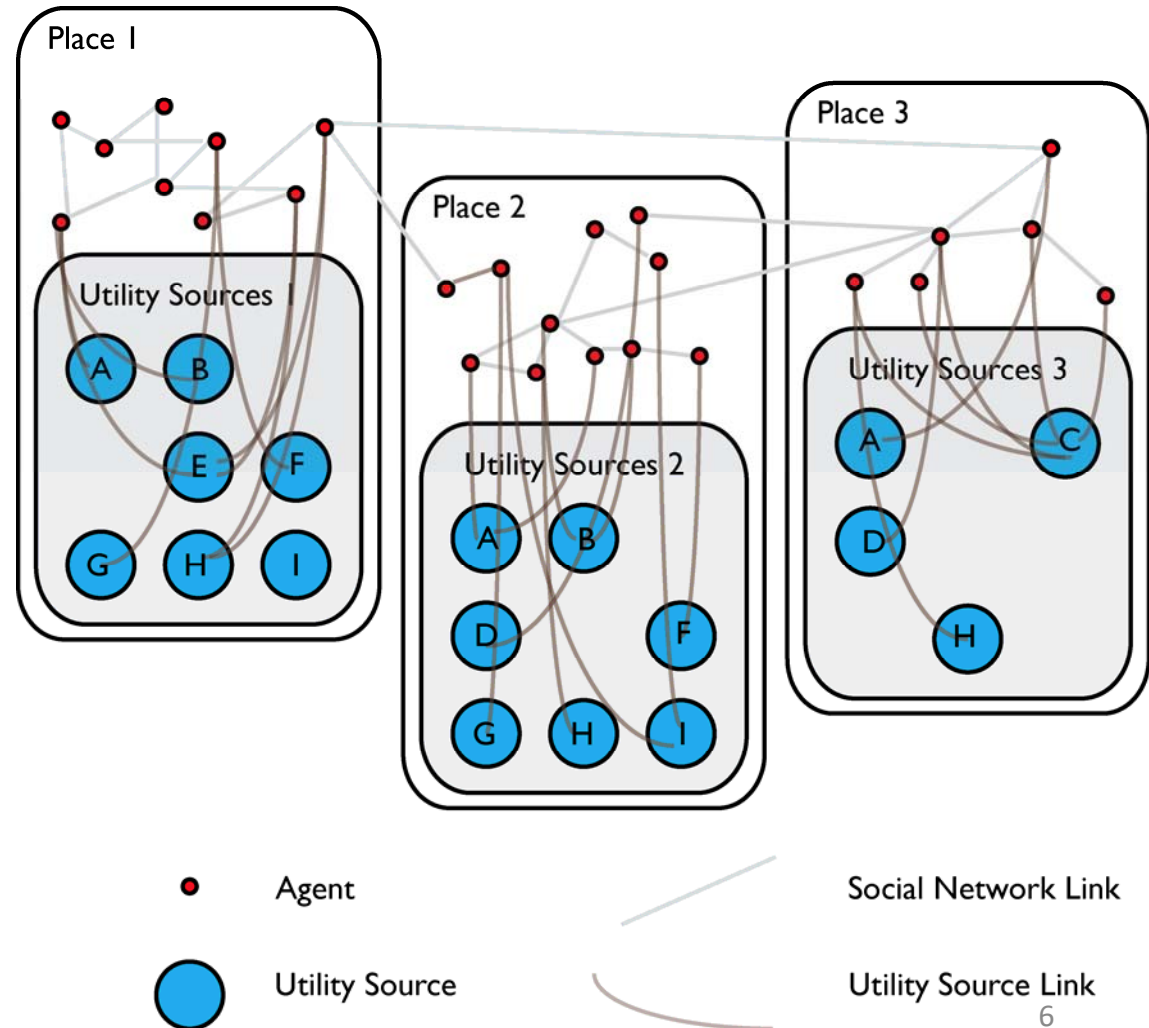 Place 1
Utility Sources 1
A B
E F
G H I
Place 2
Utility Sources 2
A B
D F
G H I
Place 3
Utility Sources 3
A C
D
H
Agent
Social Network Link
Utility Source
Utility Source Link
6